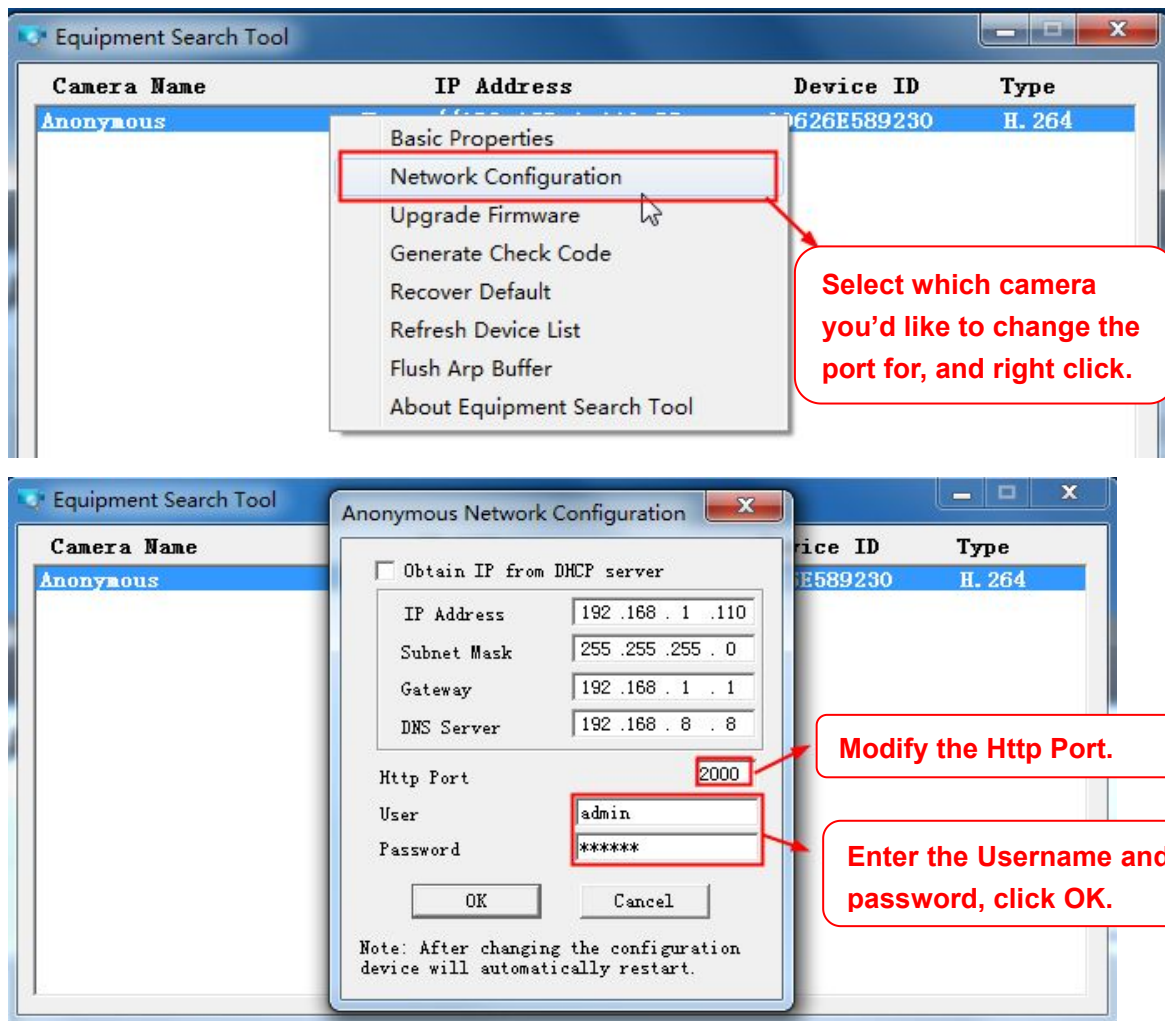 Equipment Search Tool
Camera Name IP Address Device ID Type
Anonymous 0626E589230 H.264
Basic Properties
Network Configuration
Upgrade Firmware
Generate Check Code
Recover Default
Refresh Device List
Flush Arp Buffer
About Equipment Search Tool
Select which camera
you'd like to change the
port for, and right click.
Equipment Search Tool
Anonymous Network Configuration
Camera Name vice ID Type
Anonymous E589230 H.264
Obtain IP from DHCP server
IP Address 192 .168 . 1 .110
Subnet Mask 255 .255 .255 . 0
Gateway 192 .168 . 1 . 1
DNS Server 192 .168 . 8 . 8
Http Port 2000
User admin
Password ******
OK Cancel
Note: After changing the configuration
device will automatically restart.
Modify the Http Port.
Enter the Username and
password, click OK.